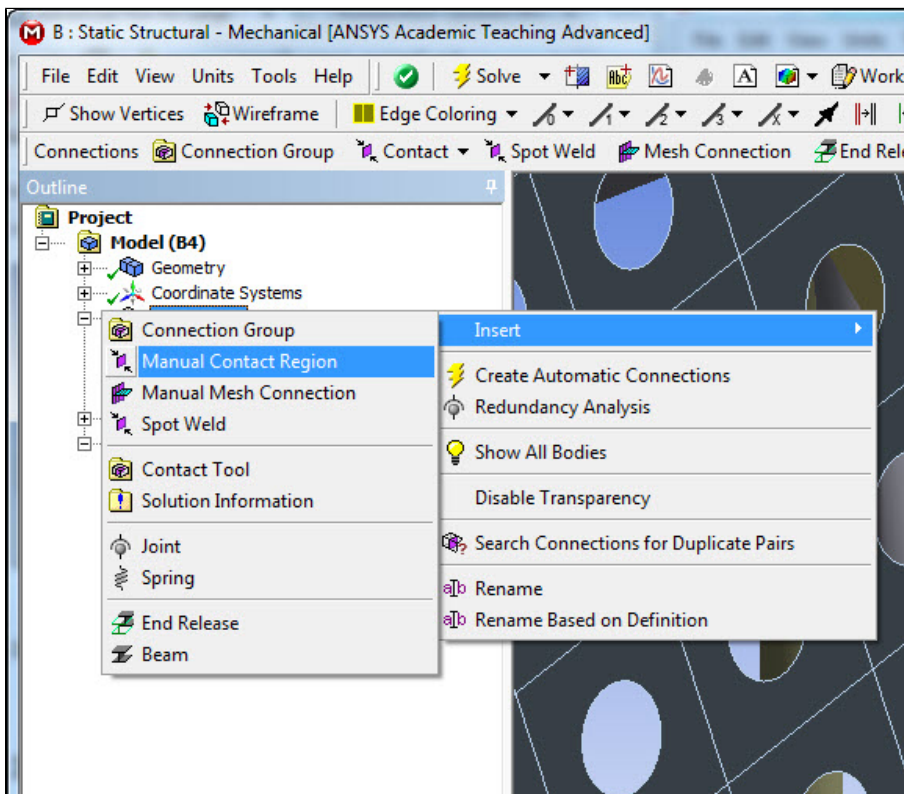 B : Static Structural - Mechanical [ANSYS Academic Teaching Advanced]
File Edit View Units Tools Help Solve Work
Show Vertices Wireframe Edge Coloring
Connections Connection Group Contact Spot Weld Mesh Connection End Rele
Outline
Project
Model (B4)
Geometry
Coordinate Systems
Connection Group
Manual Contact Region
Manual Mesh Connection
Spot Weld
Contact Tool
Solution Information
Joint
Spring
End Release
Beam
Insert
Create Automatic Connections
Redundancy Analysis
Show All Bodies
Disable Transparency
Search Connections for Duplicate Pairs
Rename
Rename Based on Definition